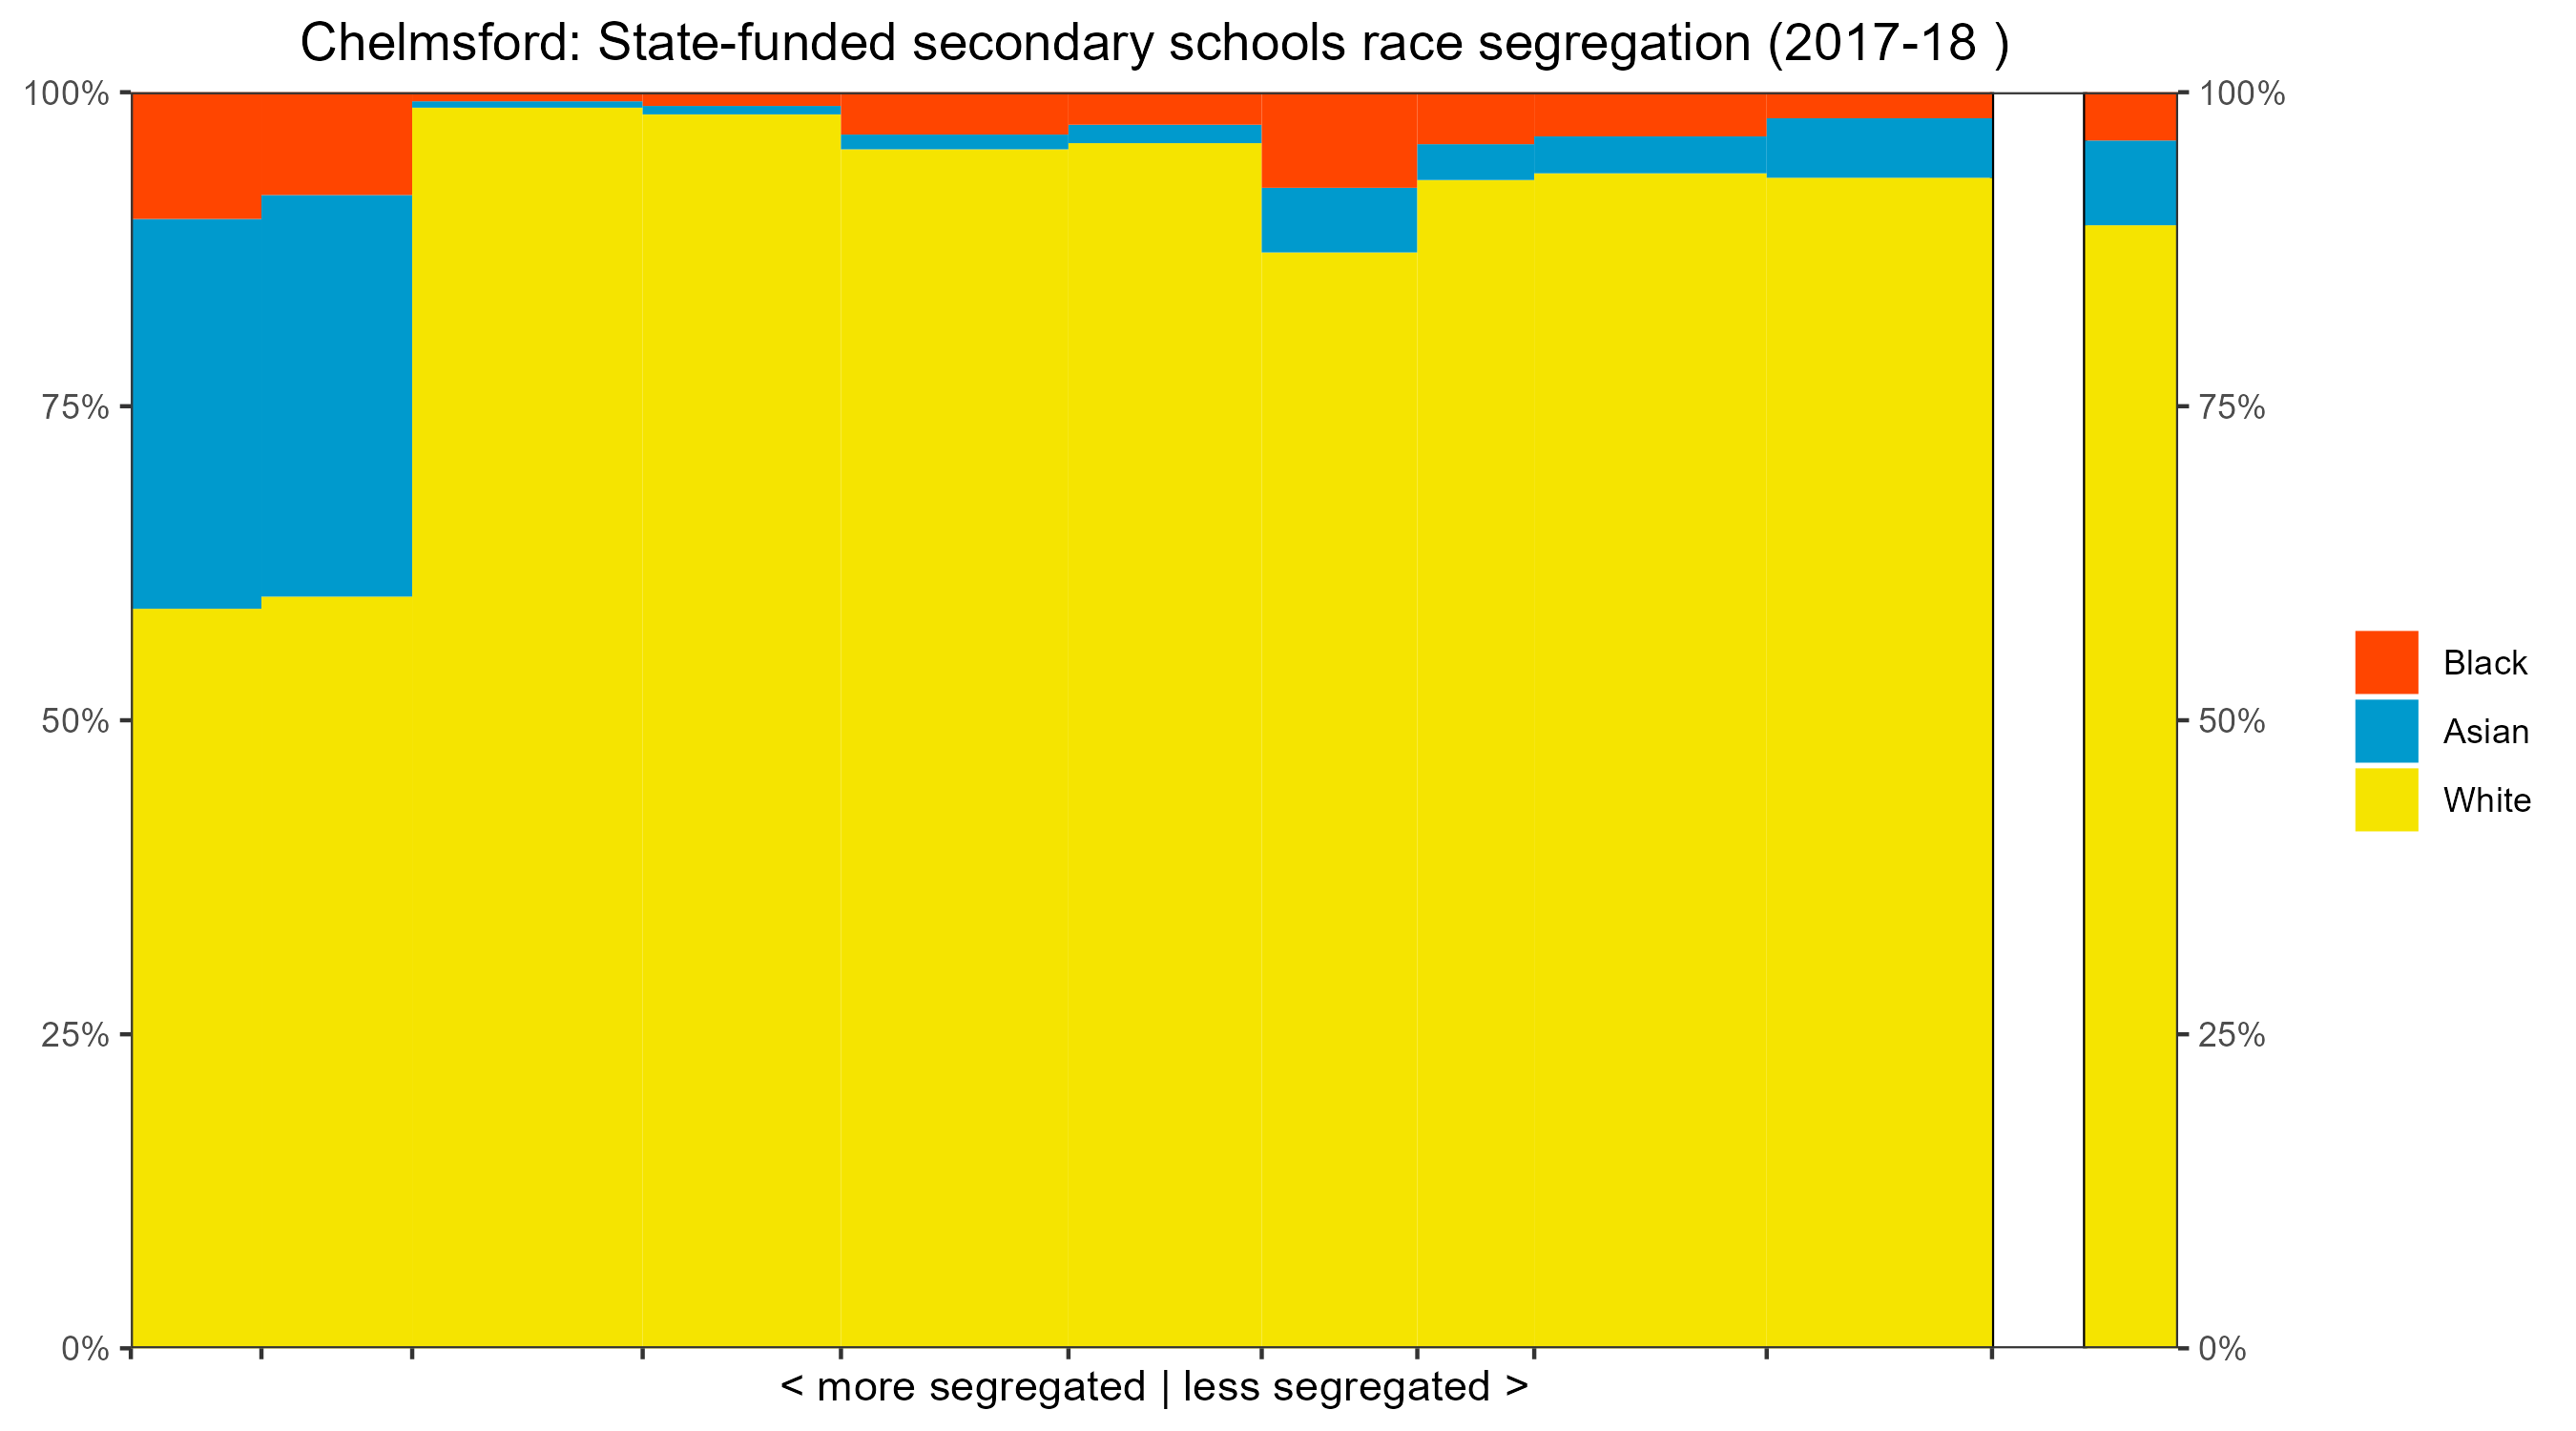 Chelmsford: State-funded secondary schools race segregation (2017-18 )
100%
75%
50%
25%
0%
100%
75%
50%
25%
0%
Black
Asian
White
< more segregated | less segregated >